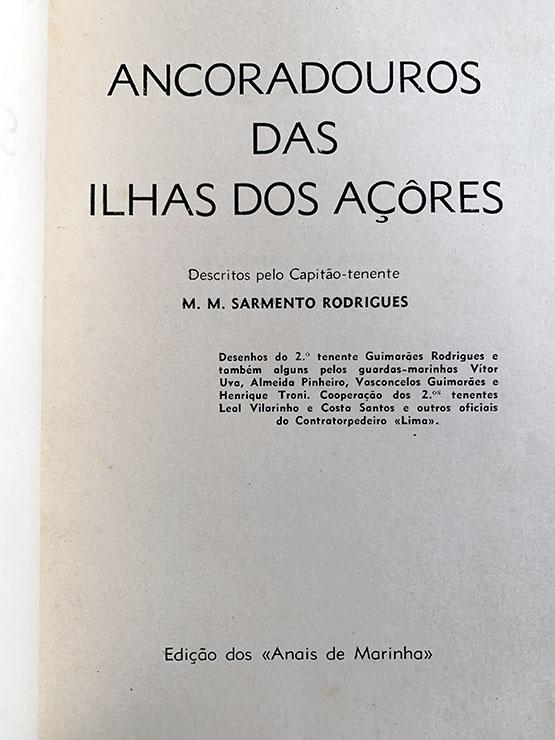 ANCORADOUROS
DAS
ILHAS DOS AÇÔRES
Descritos pelo Capitão-tenente
M. M. SARMENTO RODRIGUES
Desenhos do 2.º tenente Guimarães Rodrigues e
também alguns pelos guardas-marinhas Vítor
Uva, Almeida Pinheiro, Vasconcelos Guimarães e
Henrique Troni. Cooperação dos 2.ºs tenentes
Leal Vilarinho e Costa Santos e outros oficiais
do Contratorpedeiro «Lima».
Edição dos «Anais de Marinha»